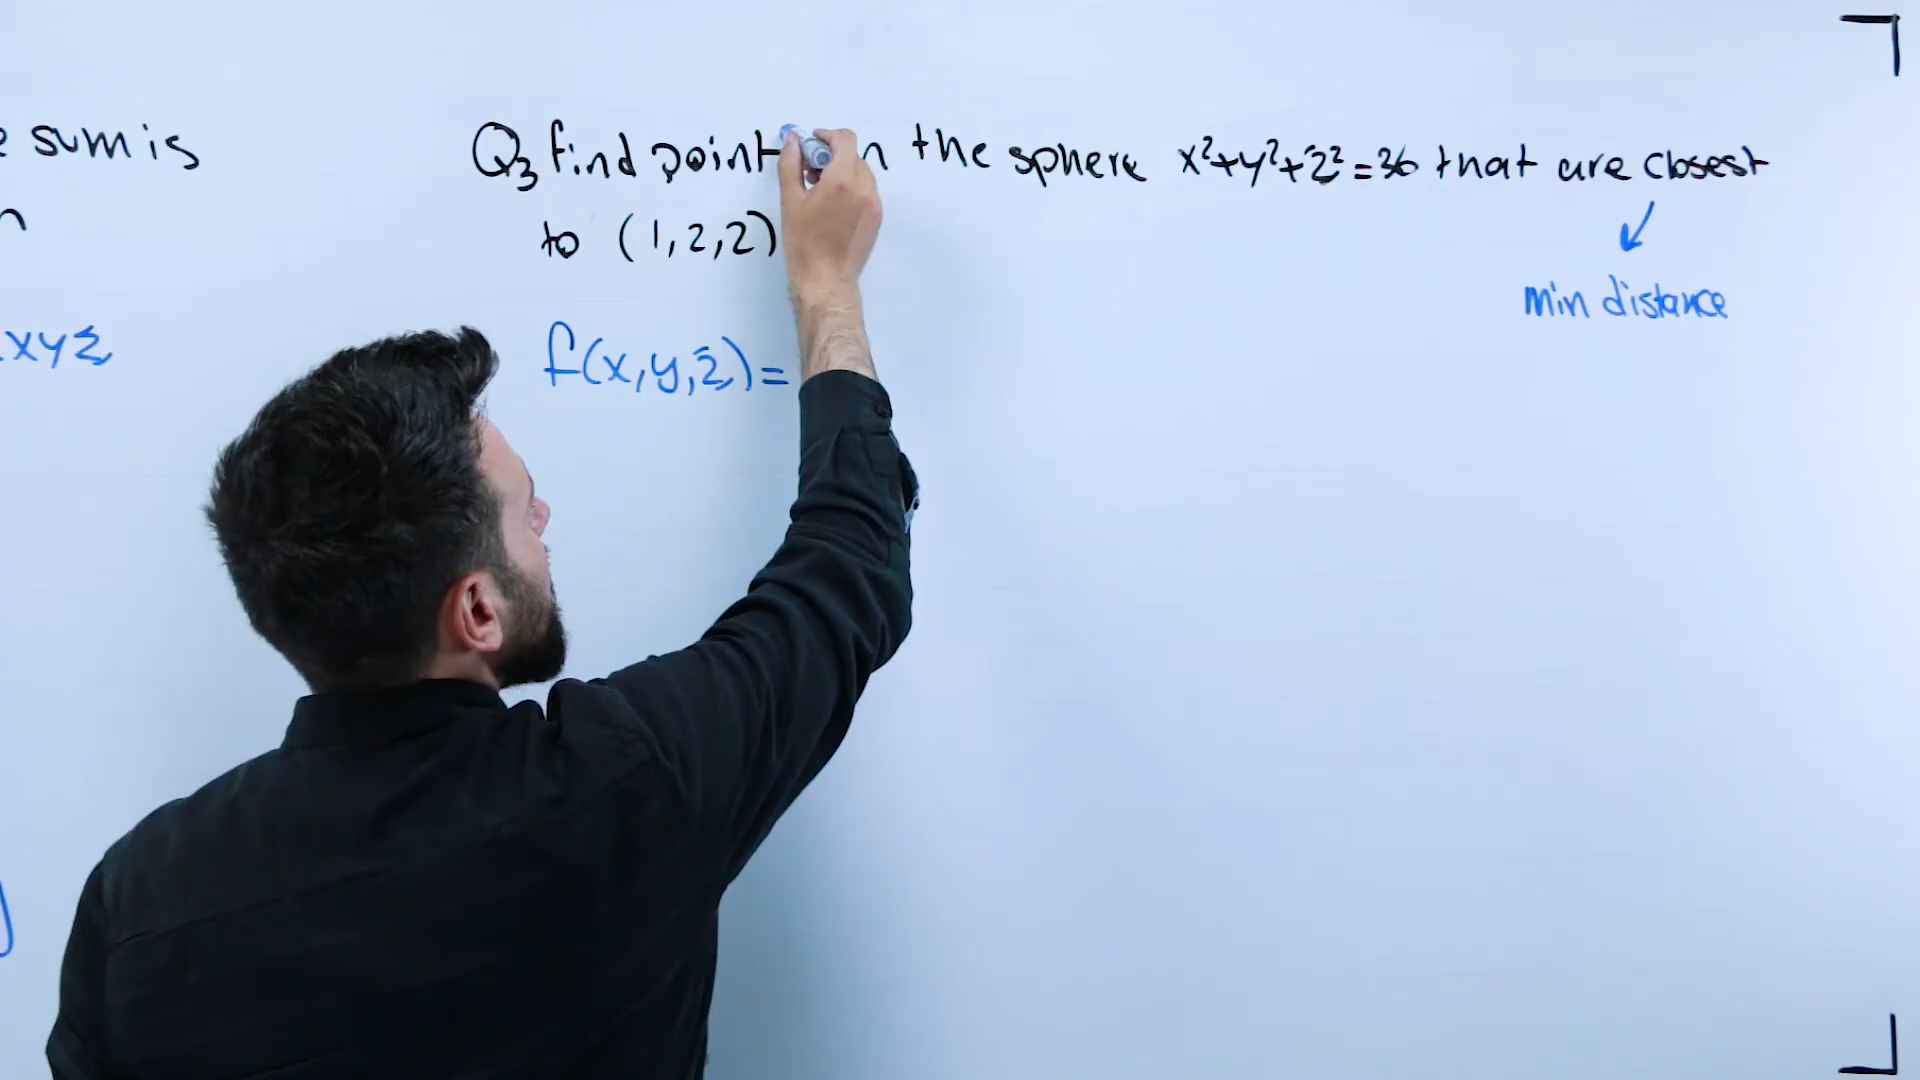 sum is
xyz
Q3 find point the sphere x²+y²+z²=36 that are closest
to (1,2,2)
min distance
f(x,y,z)=